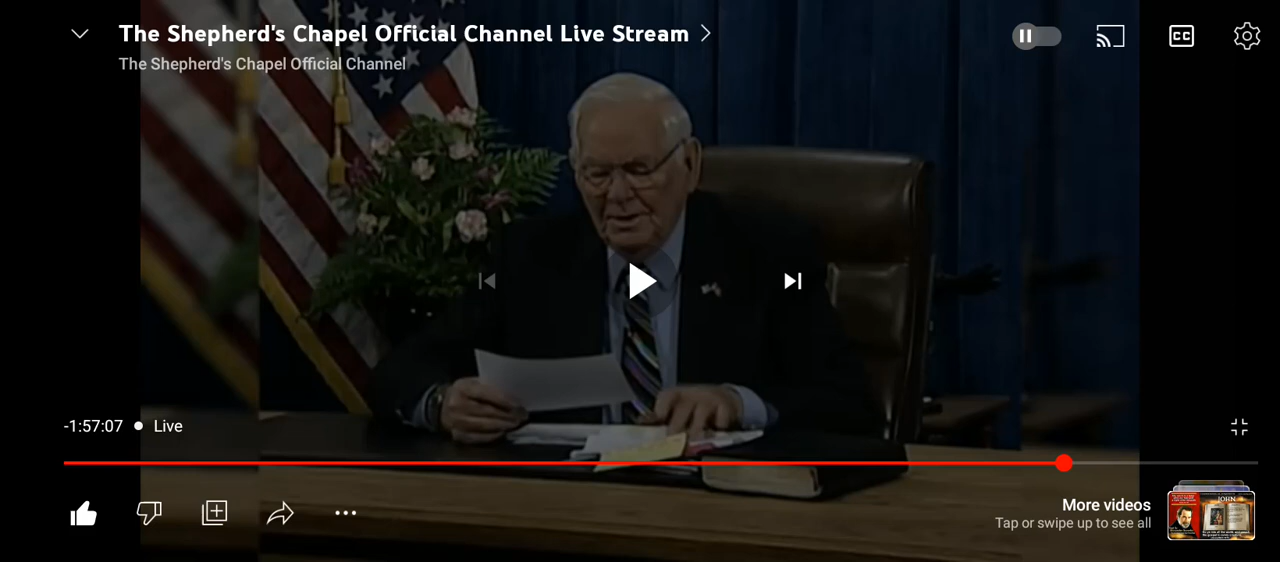 The Shepherd's Chapel Official Channel Live Stream
The Shepherd's Chapel Official Channel
CC
-1:57:07
Live
More videos
Tap or swipe up to see all
JOHN